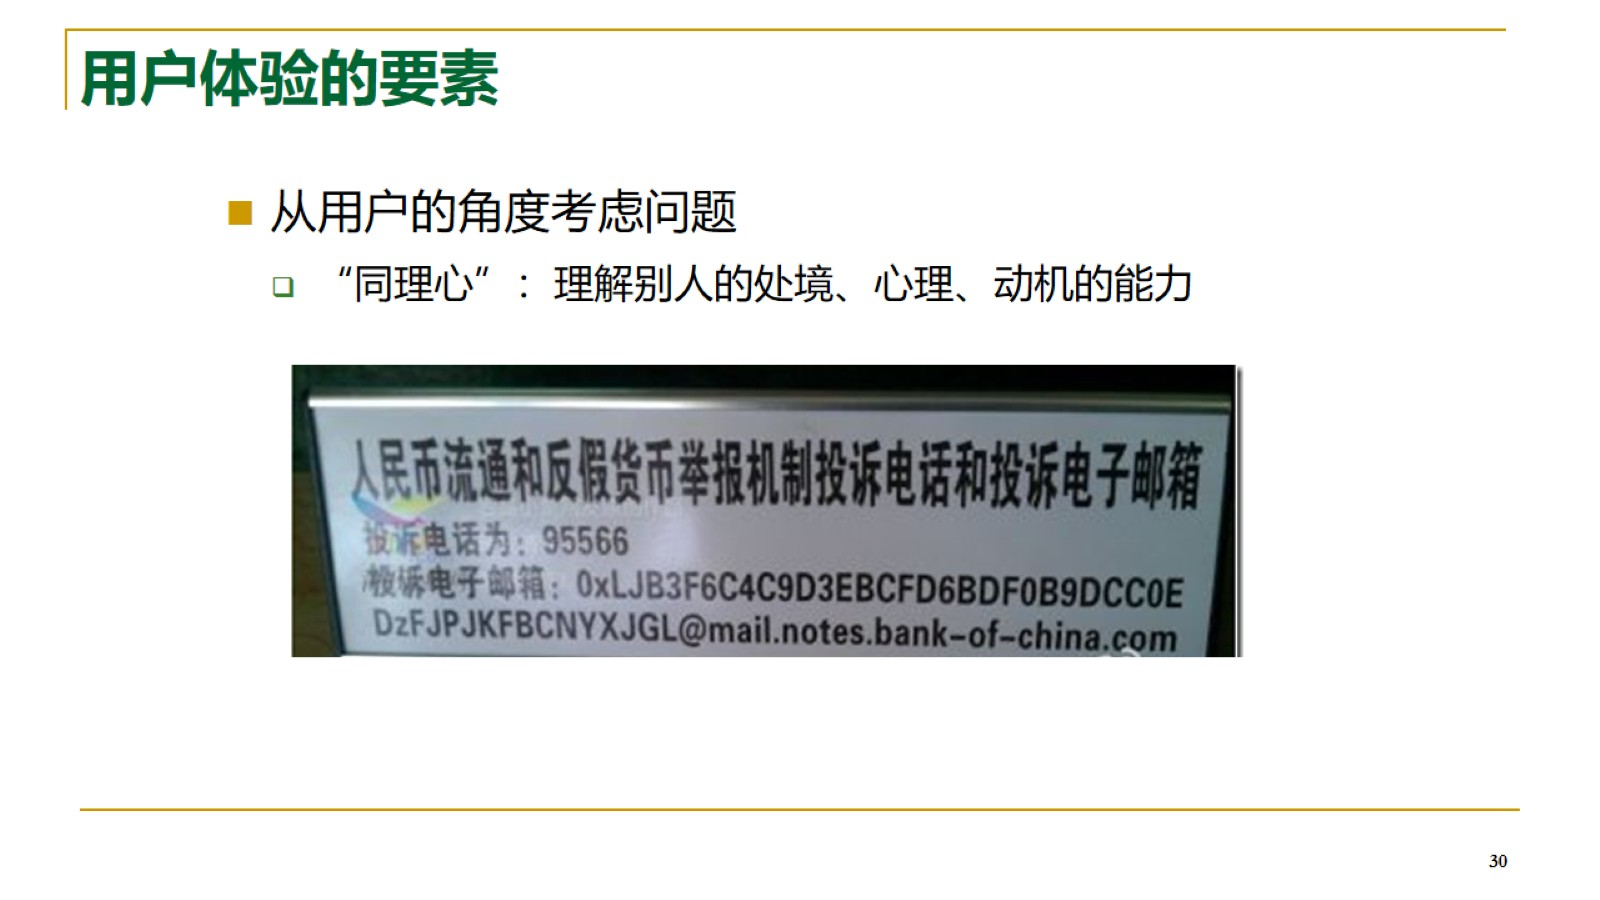 用户体验的要素
从用户的角度考虑问题
“同理心”：理解别人的处境、心理、动机的能力
人民币流通和反假货币举报机制投诉电话和投诉电子邮箱
投诉电话为：95566
投诉电子邮箱：0xLJB3F6C4C9D3EBCFD6BDF0B9DCC0E
DzFJPJKFBCNYXJGL@mail.notes.bank-of-china.com
30